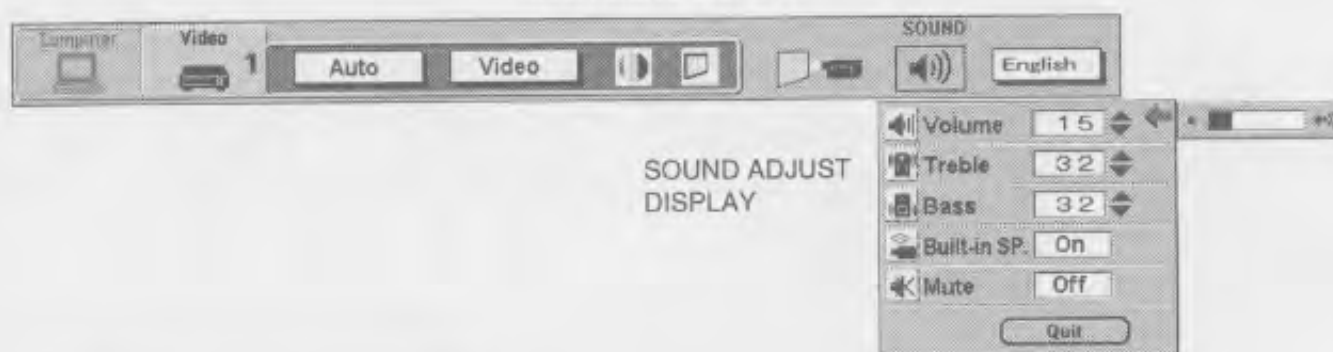 Computer Video 1 Auto Video SOUND English
Volume 15
SOUND ADJUST
DISPLAY
Treble 32
Bass 32
Built-in SP. On
Mute Off
Quit